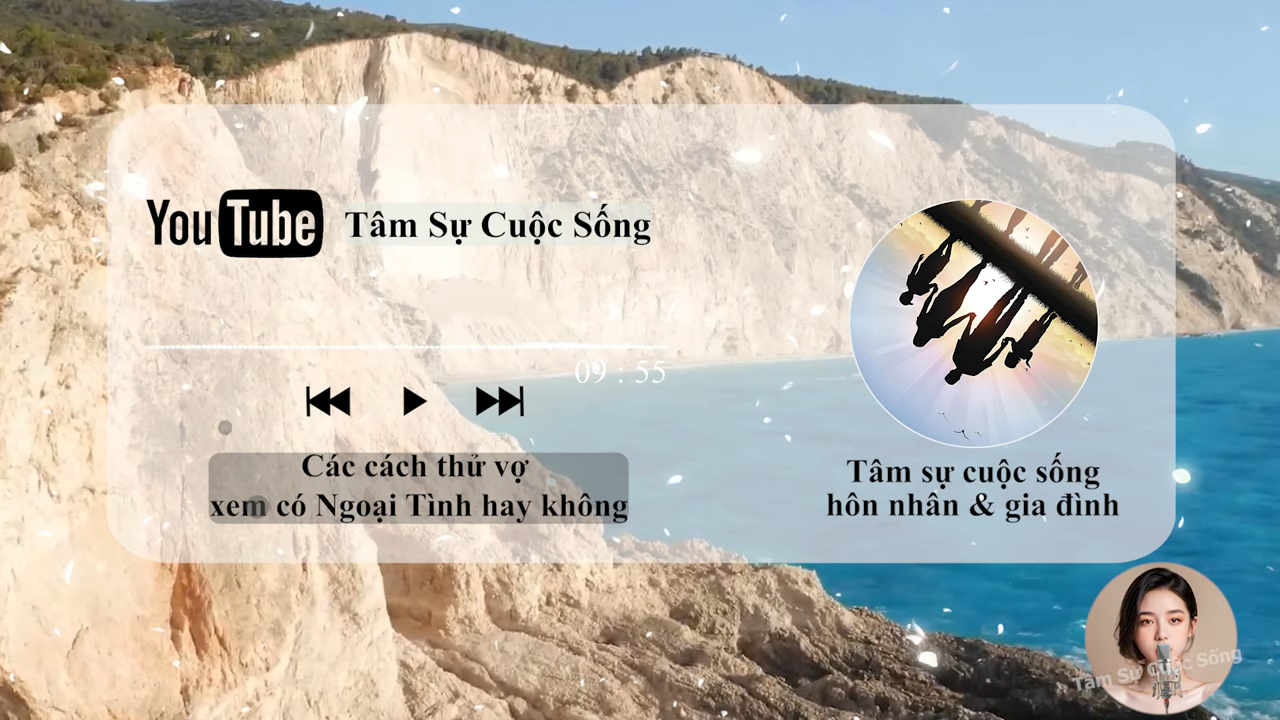 YouTube Tâm Sự Cuộc Sống
09 : 55
Các cách thử vợ
xem có Ngoại Tình hay không
Tâm sự cuộc sống
hôn nhân & gia đình
Tâm Sự Cuộc Sống